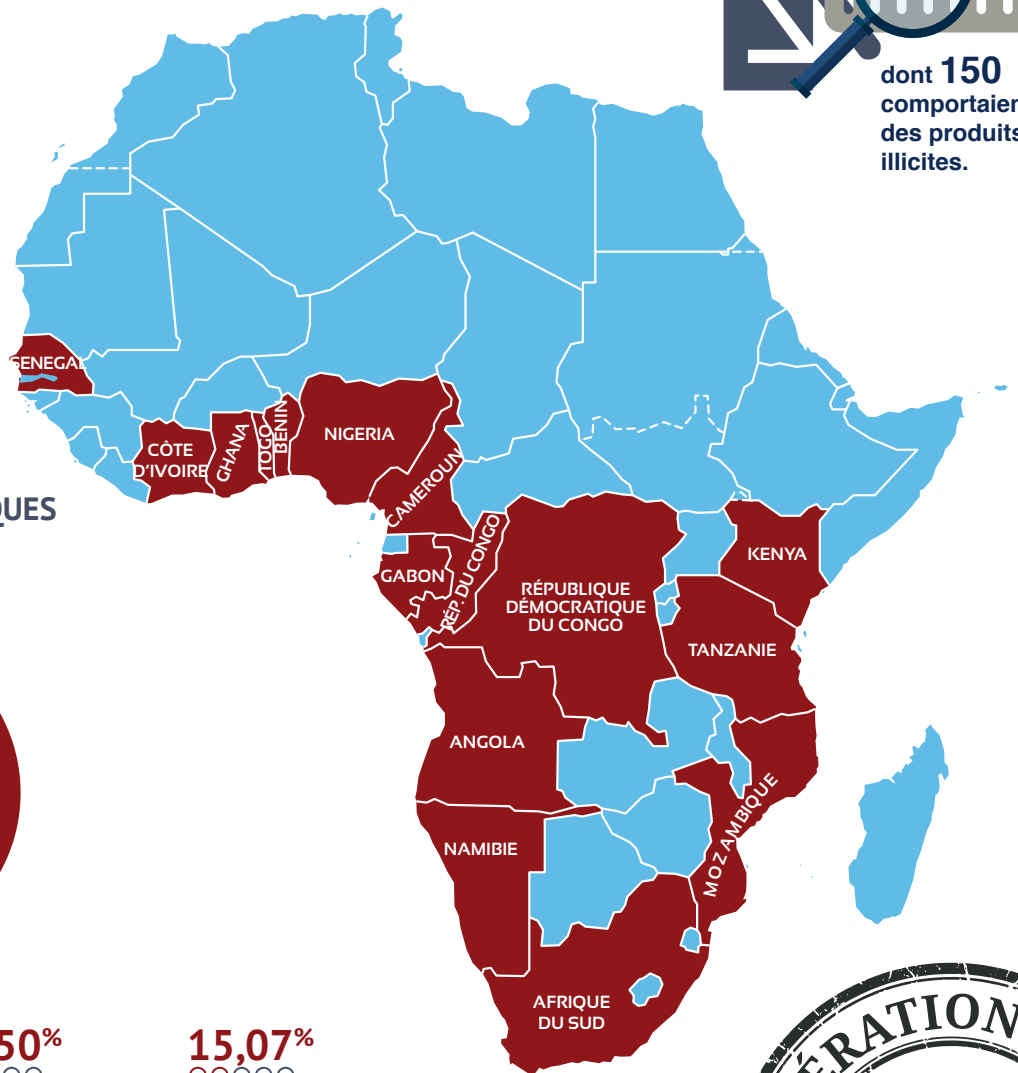 dont 150
comportaien
des produits
illicites.
SENEGAL
CÔTE
D'IVOIRE
GHANA
TOGO
BENIN
NIGERIA
CAMEROUN
QUES
GABON
RÉP. DU CONGO
RÉPUBLIQUE
DÉMOCRATIQUE
DU CONGO
KENYA
TANZANIE
ANGOLA
MOZAMBIQUE
NAMIBIE
AFRIQUE
DU SUD
50%
15,07%
ÉRATION